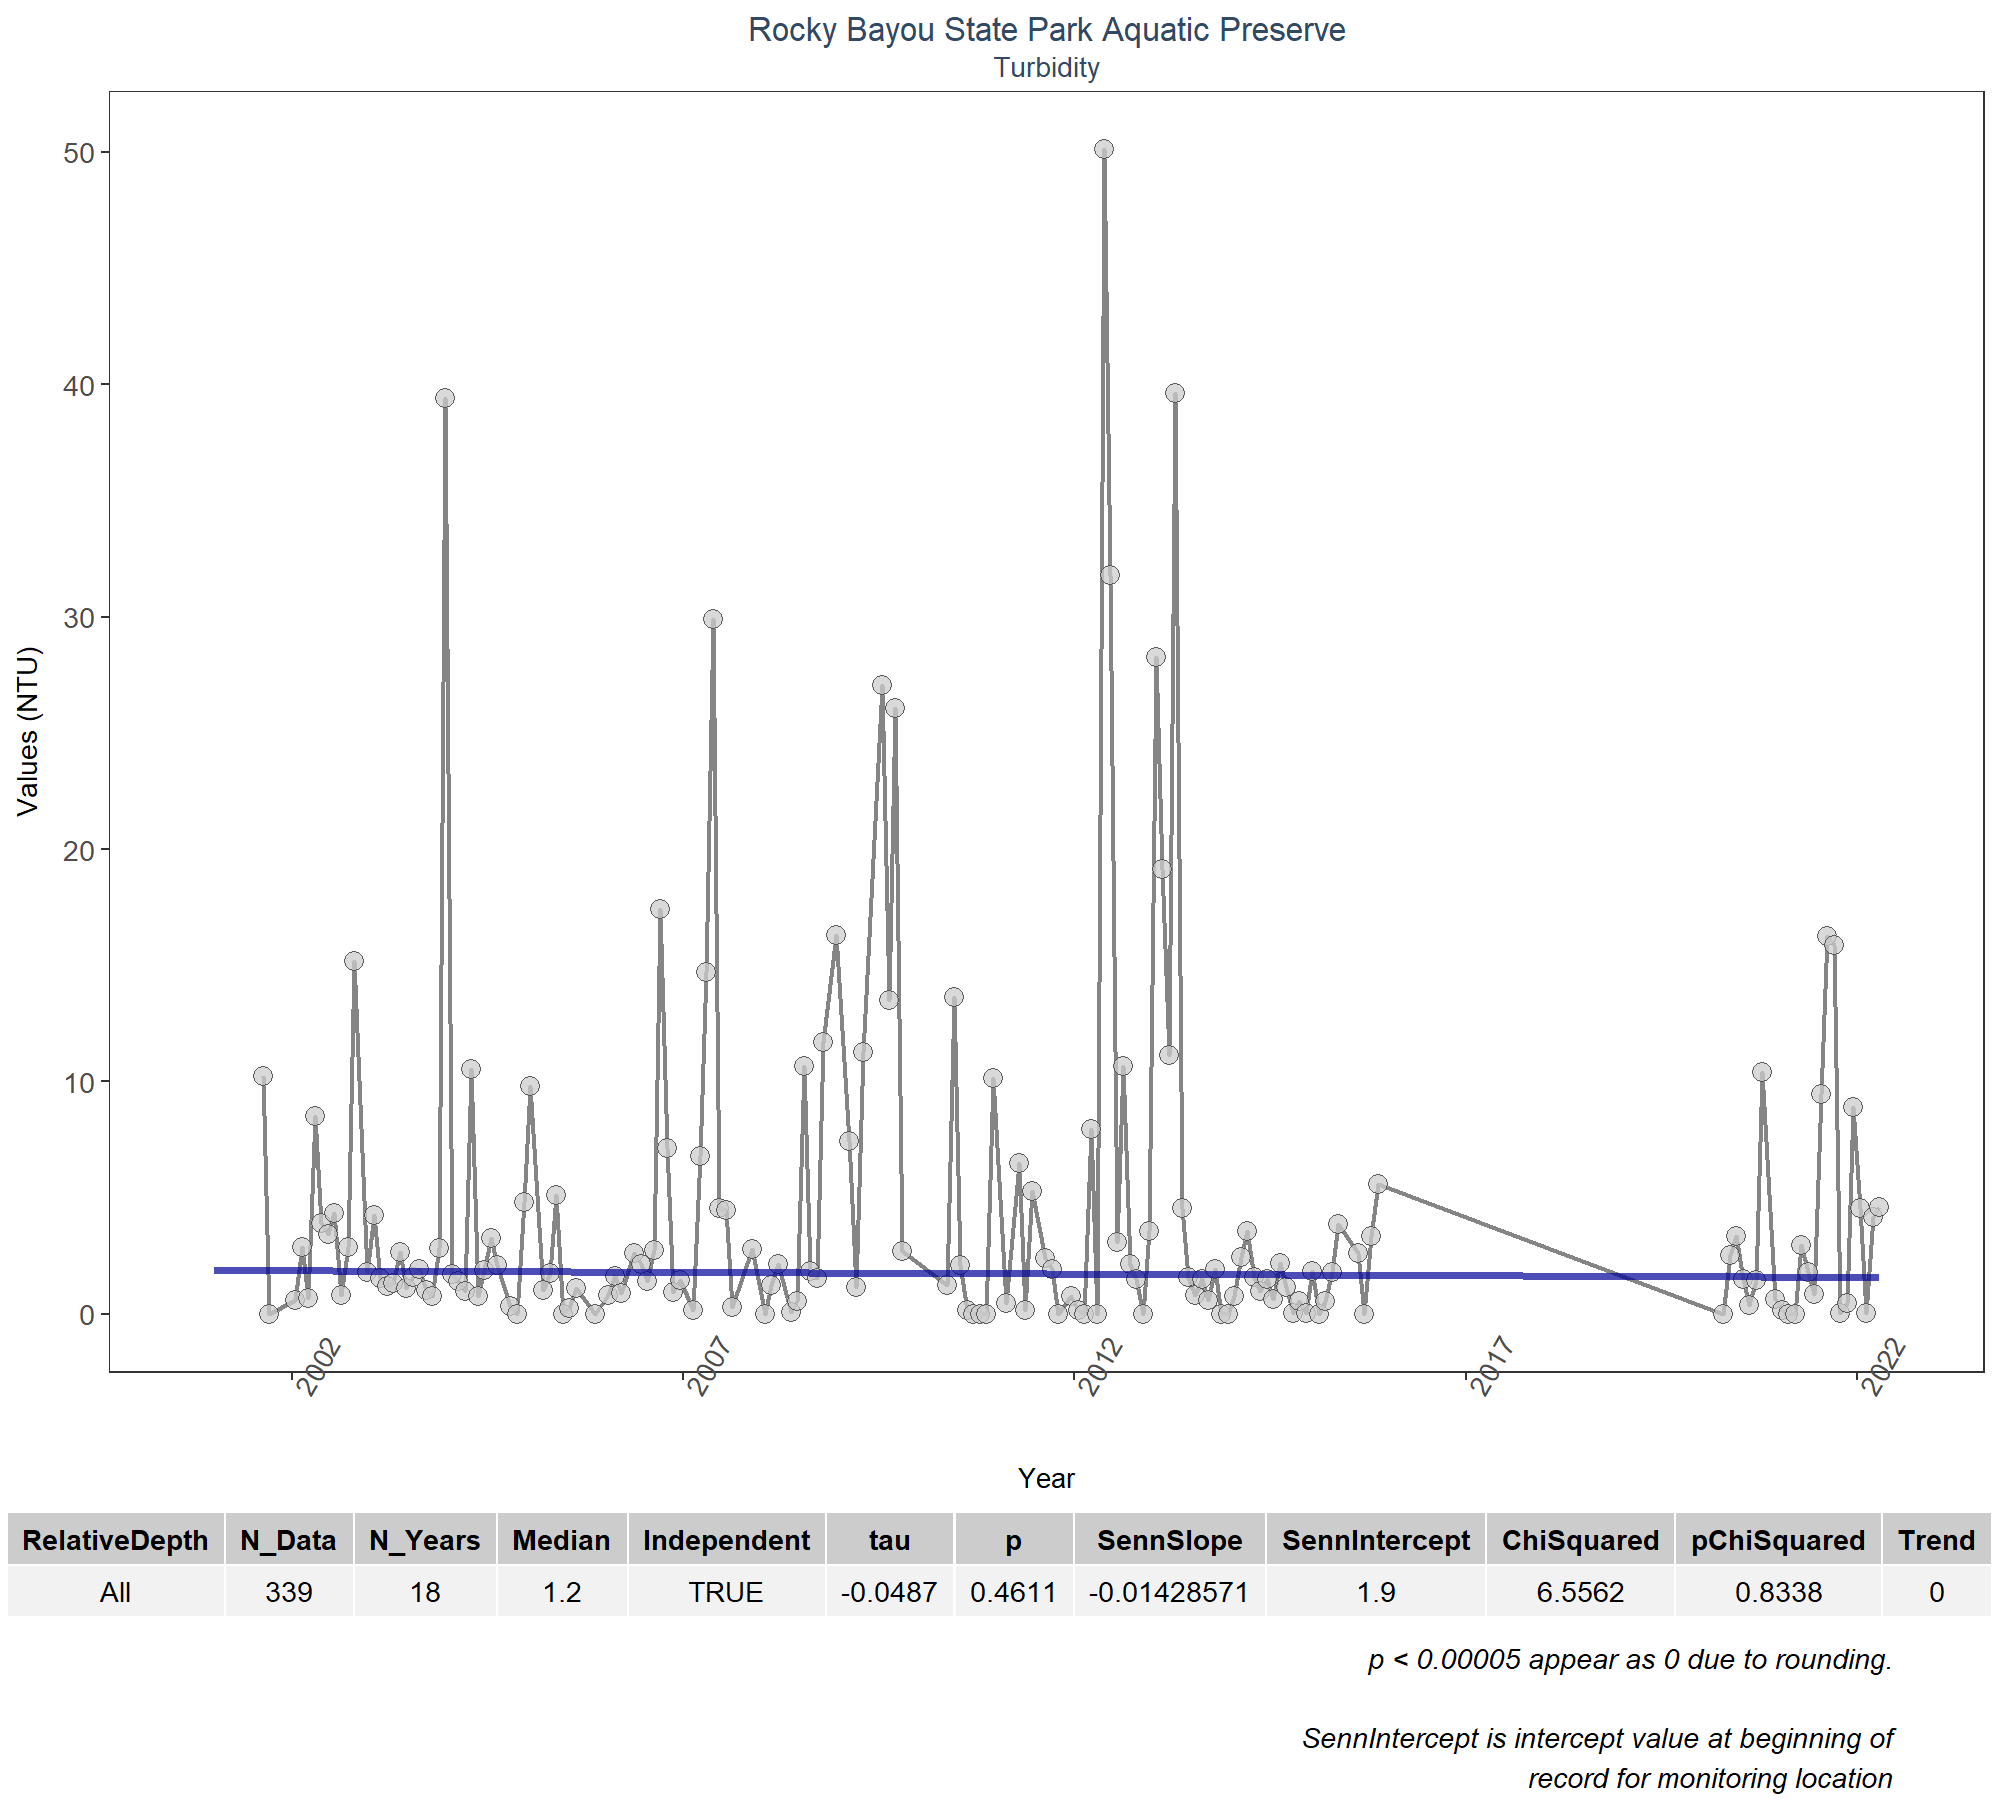 Rocky Bayou State Park Aquatic Preserve
Turbidity
Values (NTU)
50
40
30
20
10
0
2002 2007 2012 2017 2022
Year
RelativeDepth N_Data N_Years Median Independent tau p SennSlope SennIntercept ChiSquared pChiSquared Trend
All 339 18 1.2 TRUE -0.0487 0.4611 -0.01428571 1.9 6.5562 0.8338 0
p < 0.00005 appear as 0 due to rounding.
SennIntercept is intercept value at beginning of
record for monitoring location